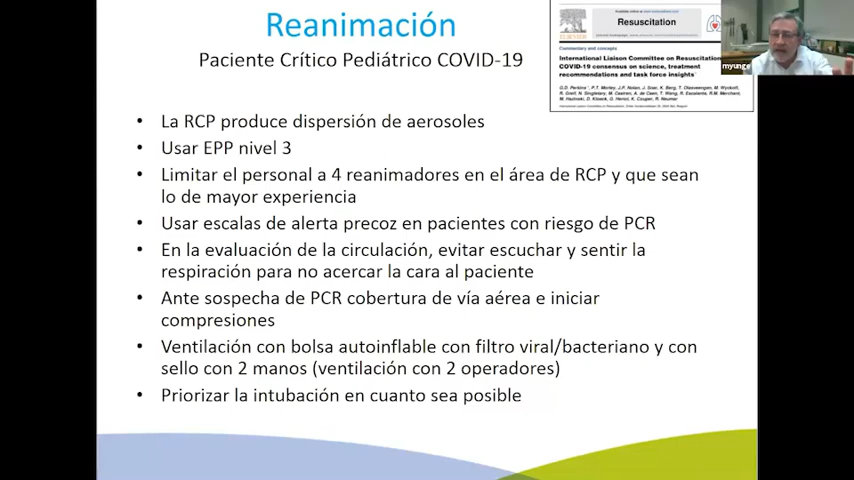 Reanimación
Paciente Crítico Pediátrico COVID-19
ELSEVIER
Resuscitation
Commentary and concepts
International Liaison Committee on Resuscitation:
COVID-19 consensus on science, treatment
recommendations and task force insights
myunge
• La RCP produce dispersión de aerosoles
• Usar EPP nivel 3
• Limitar el personal a 4 reanimadores en el área de RCP y que sean
lo de mayor experiencia
• Usar escalas de alerta precoz en pacientes con riesgo de PCR
• En la evaluación de la circulación, evitar escuchar y sentir la
respiración para no acercar la cara al paciente
• Ante sospecha de PCR cobertura de vía aérea e iniciar
compresiones
• Ventilación con bolsa autoinflable con filtro viral/bacteriano y con
sello con 2 manos (ventilación con 2 operadores)
• Priorizar la intubación en cuanto sea posible